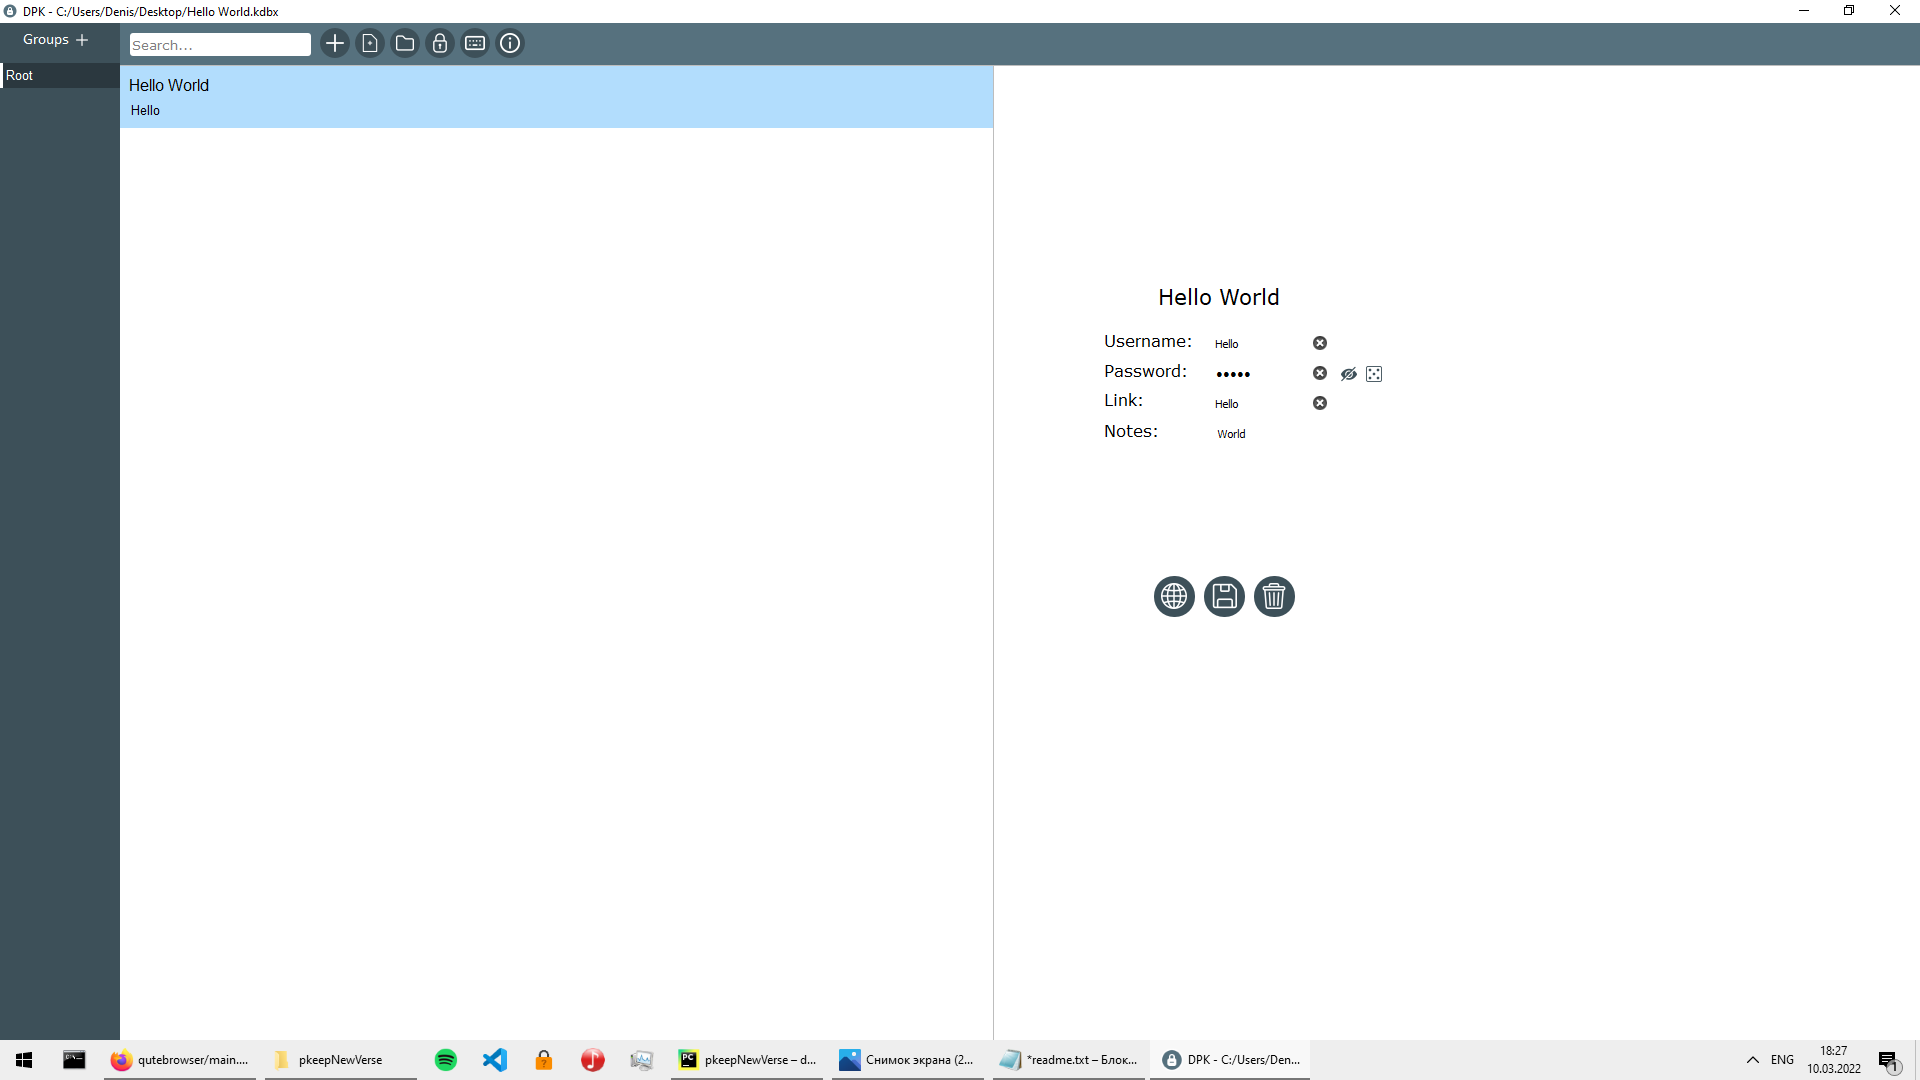 DPK - C:/Users/Denis/Desktop/Hello World.kdbx
Groups
Search...
Root
Hello World
Hello
Hello World
Username: Hello
Password: •••••
Link: Hello
Notes: World
qutebrowser/main....
pkeepNewVerse
PC
pkeepNewVerse – d...
Снимок экрана (2...
*readme.txt – Блок...
DPK - C:/Users/Den...
ENG
18:27
10.03.2022
1